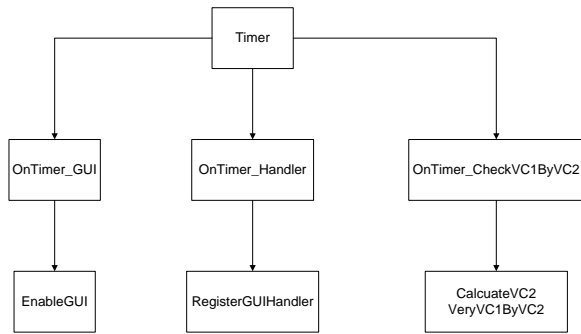 Timer
OnTimer_GUI
OnTimer_Handler
OnTimer_CheckVC1ByVC2
EnableGUI
RegisterGUIHandler
CalcuateVC2
VeryVC1ByVC2